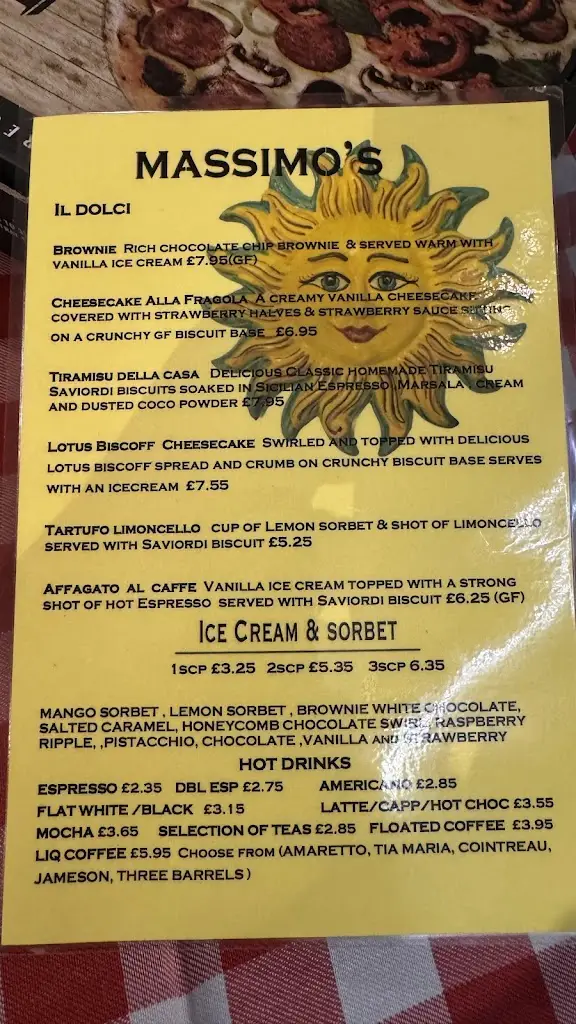 MASSIMO'S
IL DOLCI
BROWNIE RICH CHOCOLATE CHIP BROWNIE & SERVED WARM WITH
VANILLA ICE CREAM £7.95(GF)
CHEESECAKE ALLA FRAGOLA A CREAMY VANILLA CHEESECAKE
COVERED WITH STRAWBERRY HALVES & STRAWBERRY SAUCE
ON A CRUNCHY GF BISCUIT BASE £6.95
TIRAMISU DELLA CASA DELICIOUS CLASSIC HOMEMADE TIRAMISU
SAVIORDI BISCUITS SOAKED IN SICILIAN ESPRESSO ,MARSALA , CREAM
AND DUSTED COCO POWDER £7.95
LOTUS BISCOFF CHEESECAKE SWIRLED AND TOPPED WITH DELICIOUS
LOTUS BISCOFF SPREAD AND CRUMB ON CRUNCHY BISCUIT BASE SERVES
WITH AN ICECREAM £7.55
TARTUFO LIMONCELLO CUP OF LEMON SORBET & SHOT OF LIMONCELLO
SERVED WITH SAVIORDI BISCUIT £5.25
AFFAGATO AL CAFFE VANILLA ICE CREAM TOPPED WITH A STRONG
SHOT OF HOT ESPRESSO SERVED WITH SAVIORDI BISCUIT £6.25 (GF)
ICE CREAM & SORBET
1SCP £3.25 2SCP £5.35 3SCP 6.35
MANGO SORBET , LEMON SORBET , BROWNIE WHITE CHOCOLATE,
SALTED CARAMEL, HONEYCOMB CHOCOLATE SWIRL, RASPBERRY
RIPPLE, ,PISTACCHIO, CHOCOLATE ,VANILLA AND STRAWBERRY
HOT DRINKS
ESPRESSO £2.35 DBL ESP £2.75 AMERICANO £2.85
FLAT WHITE /BLACK £3.15 LATTE/CAPP/HOT CHOC £3.55
MOCHA £3.65 SELECTION OF TEAS £2.85 FLOATED COFFEE £3.95
LIQ COFFEE £5.95 CHOOSE FROM (AMARETTO, TIA MARIA, COINTREAU,
JAMESON, THREE BARRELS )